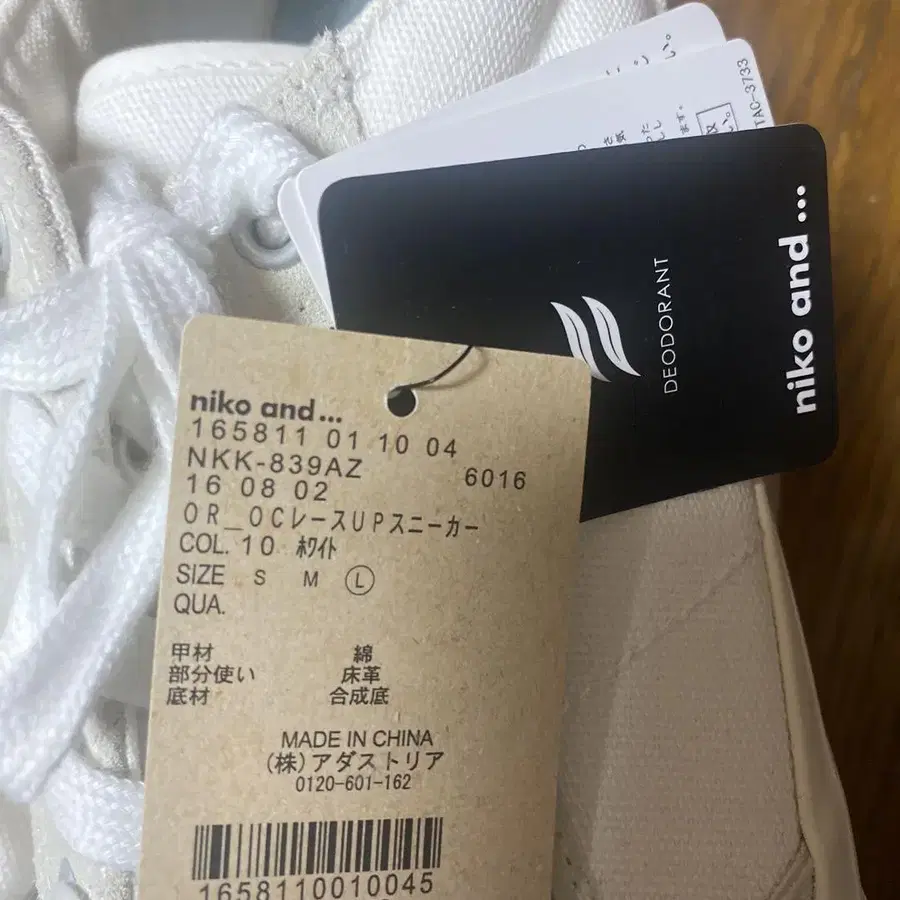 niko and...
165811 01 10 04
NKK-839AZ 6016
16 08 02
OR_OCレースUPスニーカー
COL. 10 ホワイト
SIZE S M L
QUA.
甲材 綿
部分使い 床革
底材 合成底
MADE IN CHINA
(株)アダストリア
0120-601-162
1658110010045
niko and...
DEODORANT
TAC-3733